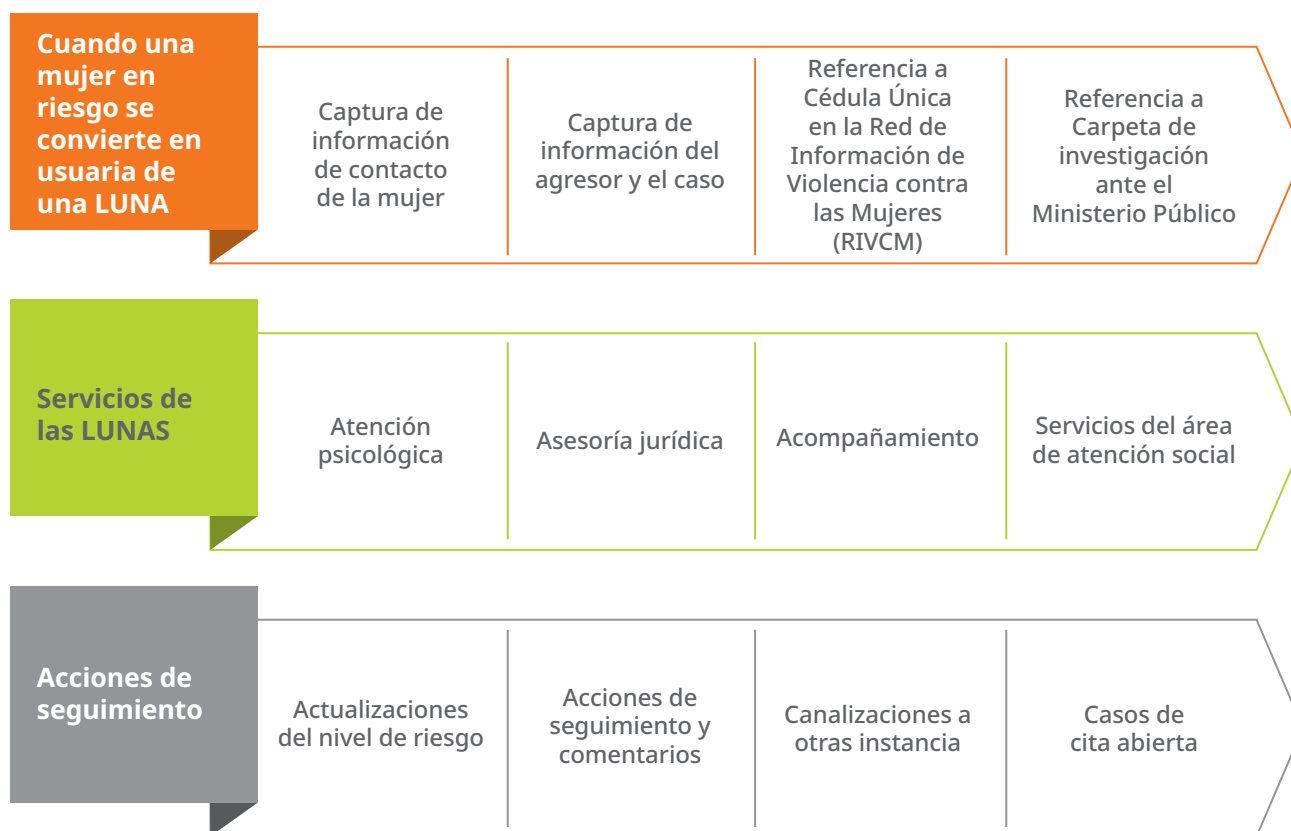 Cuando una
mujer en
riesgo se
convierte en
usuaria de
una LUNA
Captura de
información
de contacto
de la mujer
Captura de
información del
agresor y el caso
Referencia a
Cédula Única
en la Red de
Información de
Violencia contra
las Mujeres
(RIVCM)
Referencia a
Carpeta de
investigación
ante el
Ministerio Público
Servicios de
las LUNAS
Atención
psicológica
Asesoría jurídica
Acompañamiento
Servicios del área
de atención social
Acciones de
seguimiento
Actualizaciones
del nivel de riesgo
Acciones de
seguimiento y
comentarios
Canalizaciones a
otras instancia
Casos de
cita abierta